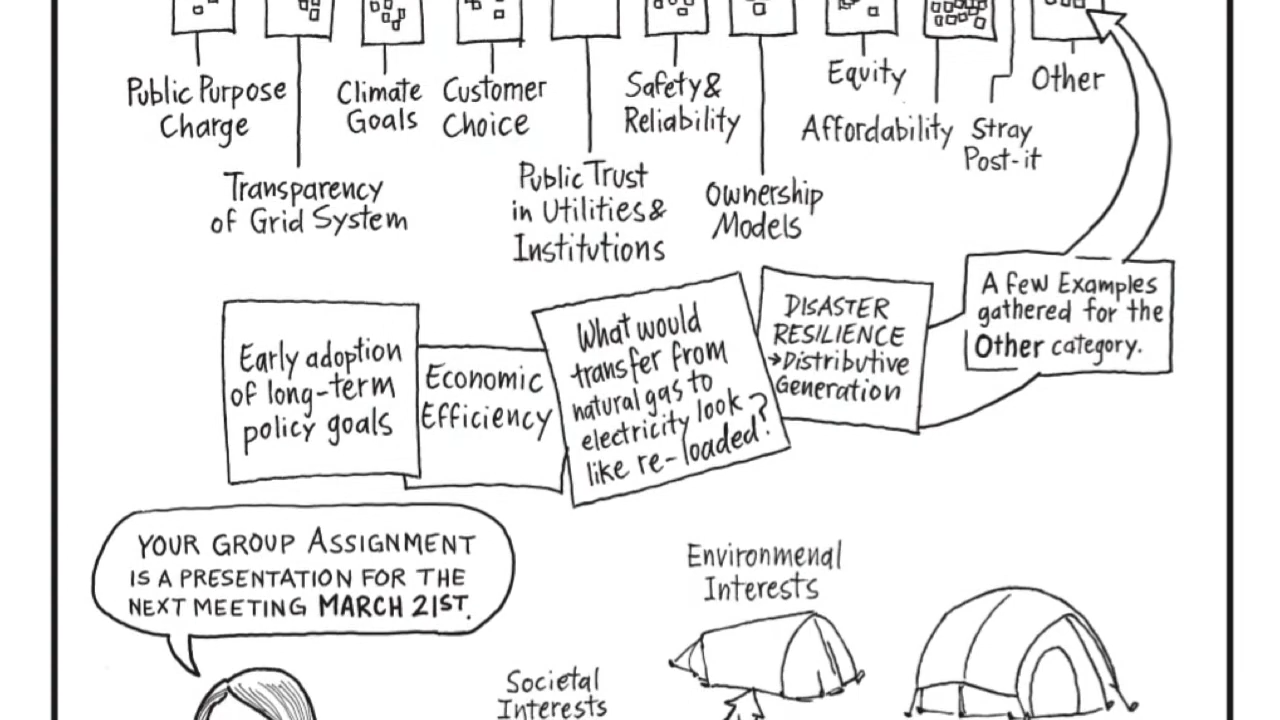 Public Purpose
Charge
Transparency
of Grid System
Climate
Goals
Customer
Choice
Public Trust
in Utilities &
Institutions
Safety &
Reliability
Ownership
Models
Equity
Affordability
Stray
Post-it
Other
Early adoption
of long-term
policy goals
Economic
Efficiency
What would
transfer from
natural gas to
electricity look
like re-loaded?
DISASTER
RESILIENCE
→Distributive
Generation
A few Examples
gathered for the
Other category.
YOUR GROUP ASSIGNMENT
IS A PRESENTATION FOR THE
NEXT MEETING MARCH 21ST.
Environmenal
Interests
Societal
Interests